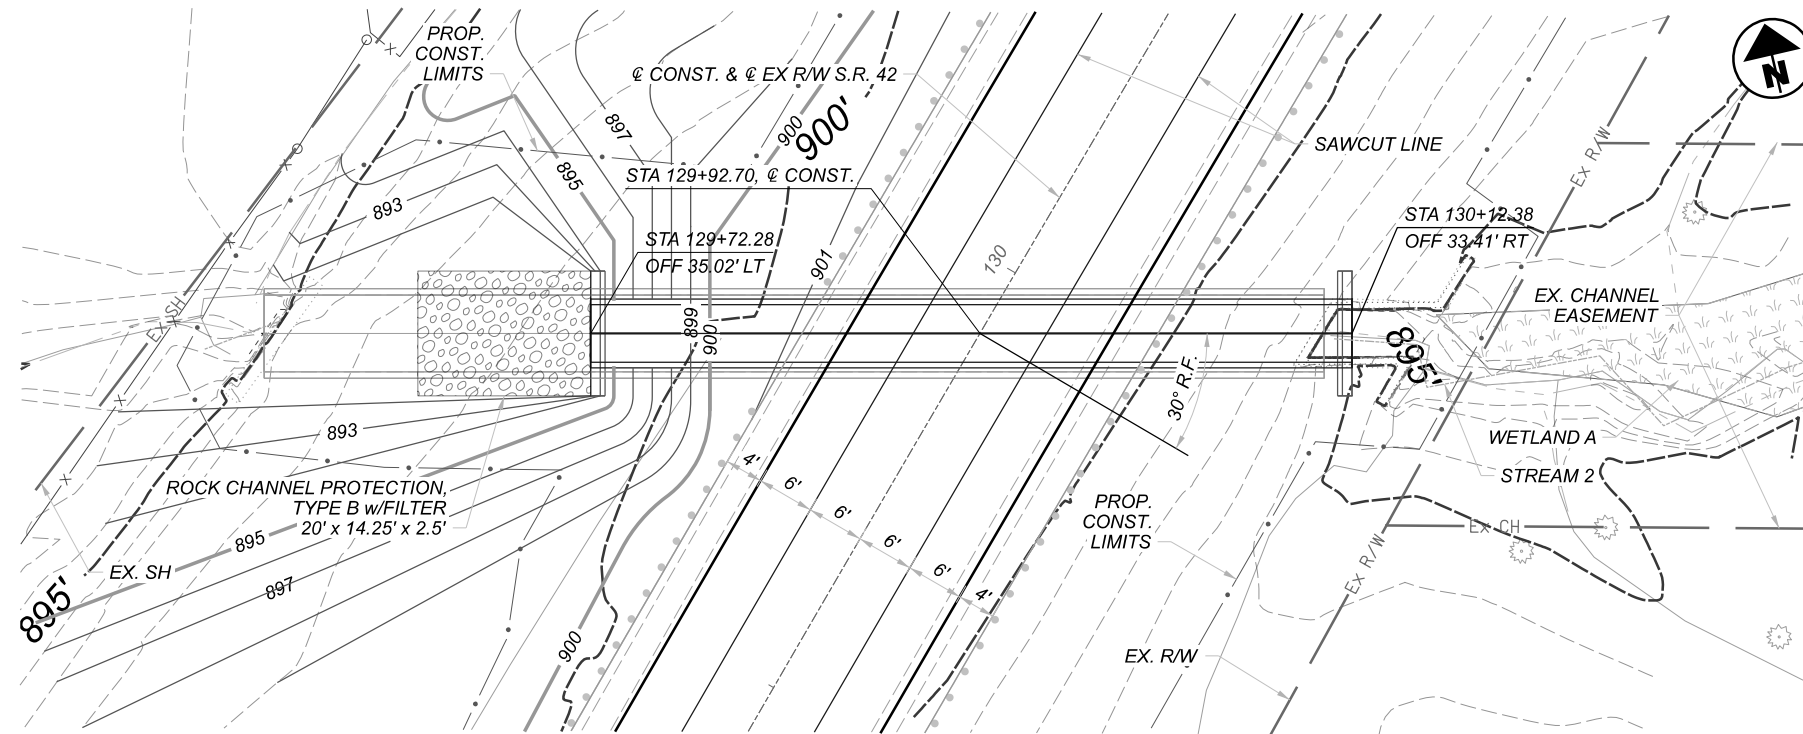 PROP.
CONST.
LIMITS
℄ CONST. & ℄ EX R/W S.R. 42
900
900'
897
895
893
SAWCUT LINE
EX R/W
N
STA 129+92.70, ℄ CONST.
STA 129+72.28
OFF 35.02' LT
901
130
STA 130+12.38
OFF 33.41' RT
EX. CHANNEL
EASEMENT
EX SH
899
900
895'
30° R.F.
893
WETLAND A
STREAM 2
4'
6'
6'
6'
6'
4'
ROCK CHANNEL PROTECTION,
TYPE B w/FILTER
20' x 14.25' x 2.5'
PROP.
CONST.
LIMITS
EX CH
EX R/W
895
897
EX. SH
895'
900
EX. R/W